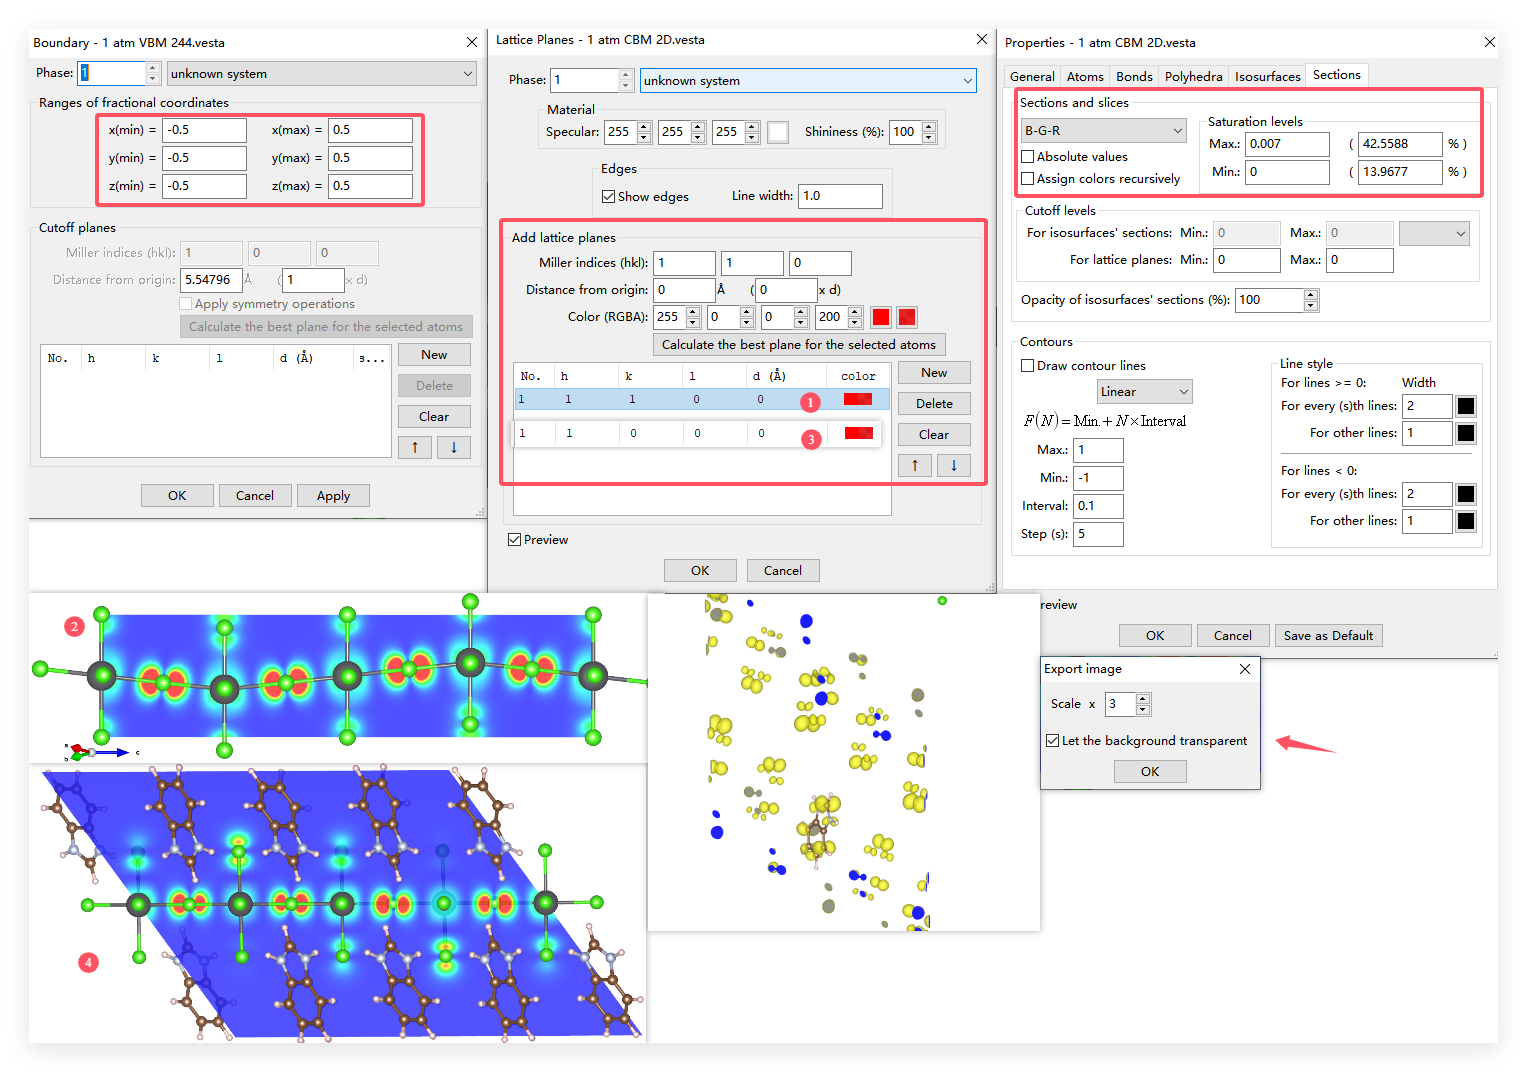 Boundary - 1 atm VBM 244.vesta
Phase: 1 unknown system
Ranges of fractional coordinates
x(min) = -0.5 x(max) = 0.5
y(min) = -0.5 y(max) = 0.5
z(min) = -0.5 z(max) = 0.5
Cutoff planes
Miller indices (hkl): 1 0 0
Distance from origin: 5.54796 Å ( 1 x d)
Apply symmetry operations
Calculate the best plane for the selected atoms
No. h k l d (Å) s...
New
Delete
Clear
↑ ↓
OK Cancel Apply
Lattice Planes - 1 atm CBM 2D.vesta
Phase: 1 unknown system
Material
Specular: 255 255 255 Shininess (%): 100
Edges
Show edges Line width: 1.0
Add lattice planes
Miller indices (hkl): 1 1 0
Distance from origin: 0 Å ( 0 x d)
Color (RGBA): 255 0 0 200
Calculate the best plane for the selected atoms
No. h k l d (Å) color
1 1 1 0 0 1
1 1 0 0 0 3
New
Delete
Clear
↑ ↓
Preview
OK Cancel
Properties - 1 atm CBM 2D.vesta
General Atoms Bonds Polyhedra Isosurfaces Sections
Sections and slices
B-G-R
Absolute values
Assign colors recursively
Saturation levels
Max.: 0.007 ( 42.5588 % )
Min.: 0 ( 13.9677 % )
Cutoff levels
For isosurfaces' sections: Min.: 0 Max.: 0
For lattice planes: Min.: 0 Max.: 0
Opacity of isosurfaces' sections (%): 100
Contours
Draw contour lines
Linear
F(N) = Min. + N × Interval
Max.: 1
Min.: -1
Interval: 0.1
Step (s): 5
Line style
For lines >= 0: Width
For every (s)th lines: 2
For other lines: 1
For lines < 0:
For every (s)th lines: 2
For other lines: 1
review
OK Cancel Save as Default
Export image
Scale x 3
Let the background transparent
OK
2
a
b
c
4